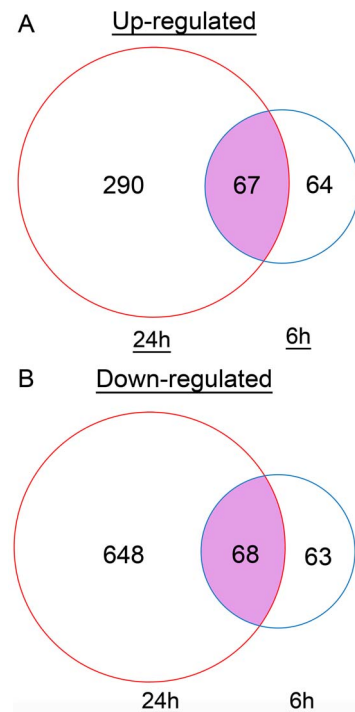 A
Up-regulated
290 67 64
24h 6h
B
Down-regulated
648 68 63
24h 6h